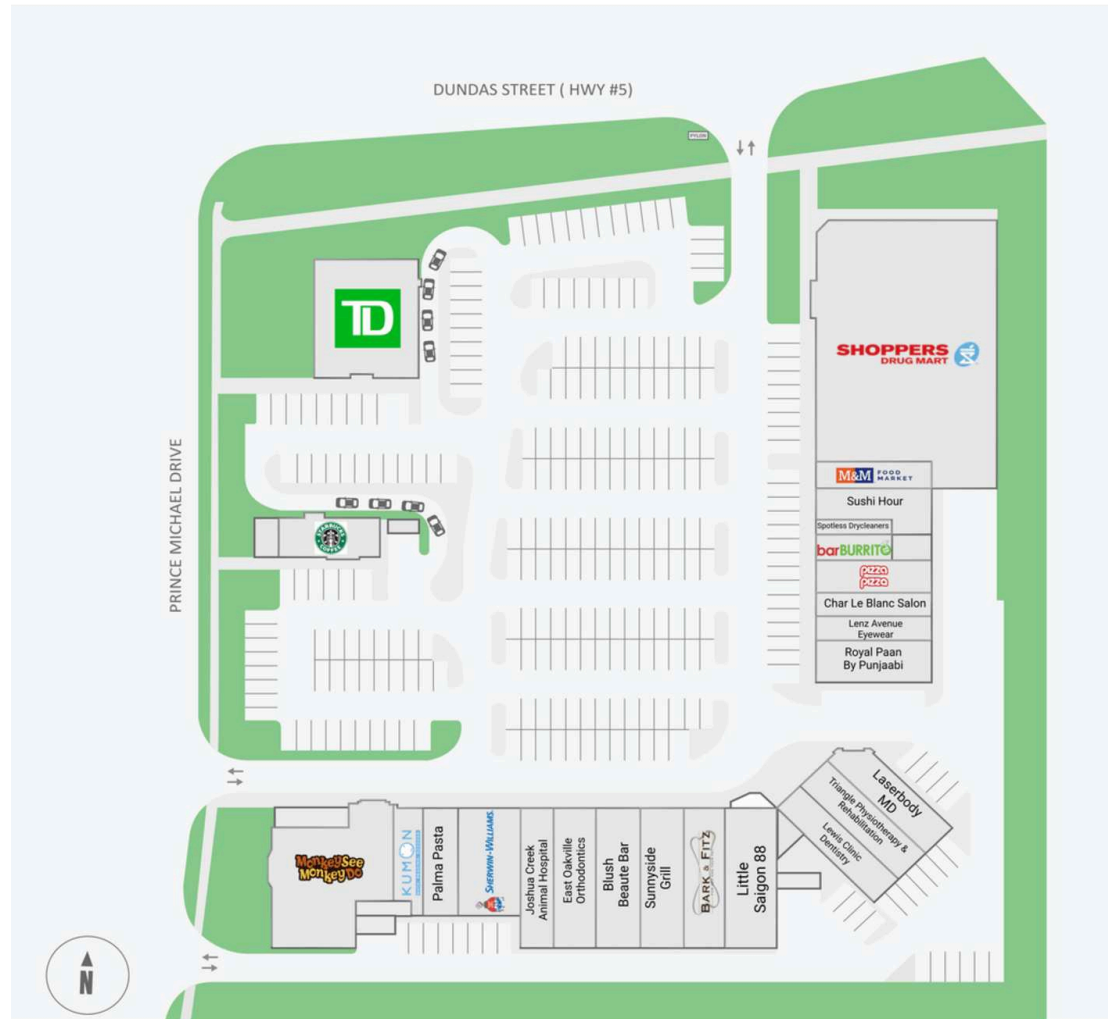 DUNDAS STREET ( HWY #5)
PYLON
TD
SHOPPERS
DRUG MART
PRINCE MICHAEL DRIVE
M&M FOOD
MARKET
Sushi Hour
Spotless Drycleaners
barBURRITO
pizza
pizza
STARBUCKS
COFFEE
Char Le Blanc Salon
Lenz Avenue
Eyewear
Royal Paan
By Punjaabi
Laserbody
MD
Triangle Physiotherapy &
Rehabilitation
Lewis Clinic
Dentistry
MonkeySee
MonkeyDo
KUMON
Palma Pasta
SHERWIN-WILLIAMS
Joshua Creek
Animal Hospital
East Oakville
Orthodontics
Blush
Beaute Bar
Sunnyside
Grill
BARK & FITZ
Little
Saigon 88
N